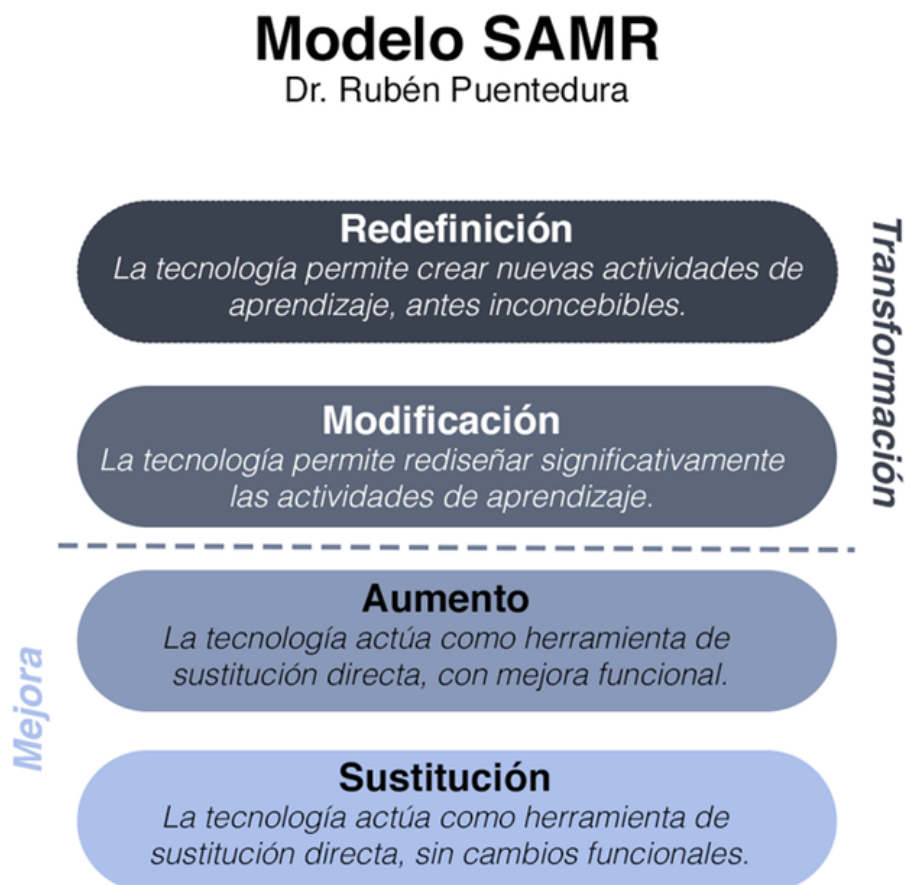 Modelo SAMR
Dr. Rubén Puentedura
Redefinición
La tecnología permite crear nuevas actividades de
aprendizaje, antes inconcebibles.
Modificación
La tecnología permite rediseñar significativamente
las actividades de aprendizaje.
Transformación
Aumento
La tecnología actúa como herramienta de
sustitución directa, con mejora funcional.
Sustitución
La tecnología actúa como herramienta de
sustitución directa, sin cambios funcionales.
Mejora